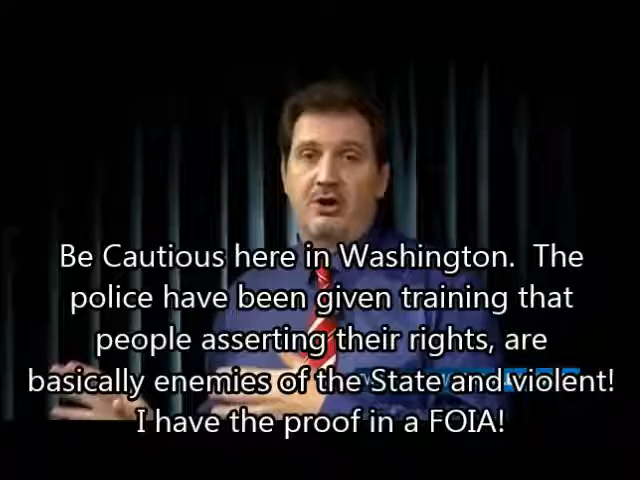 Be Cautious here in Washington.  The
police have been given training that
people asserting their rights, are
basically enemies of the State and violent!
I have the proof in a FOIA!